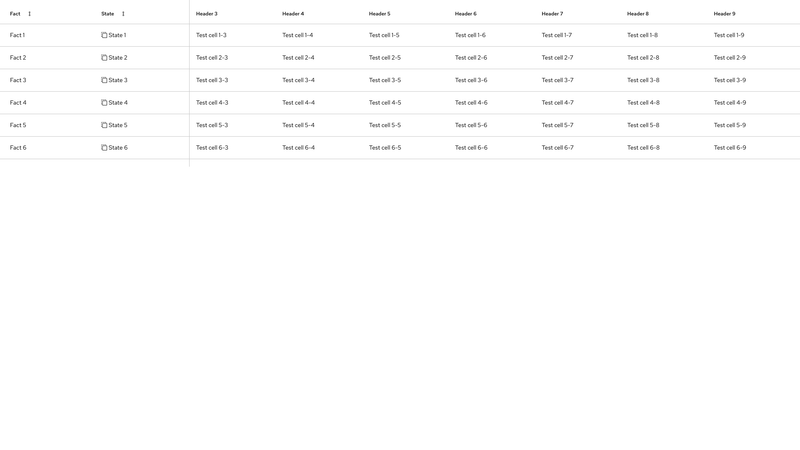 Fact State Header 3 Header 4 Header 5 Header 6 Header 7 Header 8 Header 9
Fact 1 State 1 Test cell 1-3 Test cell 1-4 Test cell 1-5 Test cell 1-6 Test cell 1-7 Test cell 1-8 Test cell 1-9
Fact 2 State 2 Test cell 2-3 Test cell 2-4 Test cell 2-5 Test cell 2-6 Test cell 2-7 Test cell 2-8 Test cell 2-9
Fact 3 State 3 Test cell 3-3 Test cell 3-4 Test cell 3-5 Test cell 3-6 Test cell 3-7 Test cell 3-8 Test cell 3-9
Fact 4 State 4 Test cell 4-3 Test cell 4-4 Test cell 4-5 Test cell 4-6 Test cell 4-7 Test cell 4-8 Test cell 4-9
Fact 5 State 5 Test cell 5-3 Test cell 5-4 Test cell 5-5 Test cell 5-6 Test cell 5-7 Test cell 5-8 Test cell 5-9
Fact 6 State 6 Test cell 6-3 Test cell 6-4 Test cell 6-5 Test cell 6-6 Test cell 6-7 Test cell 6-8 Test cell 6-9